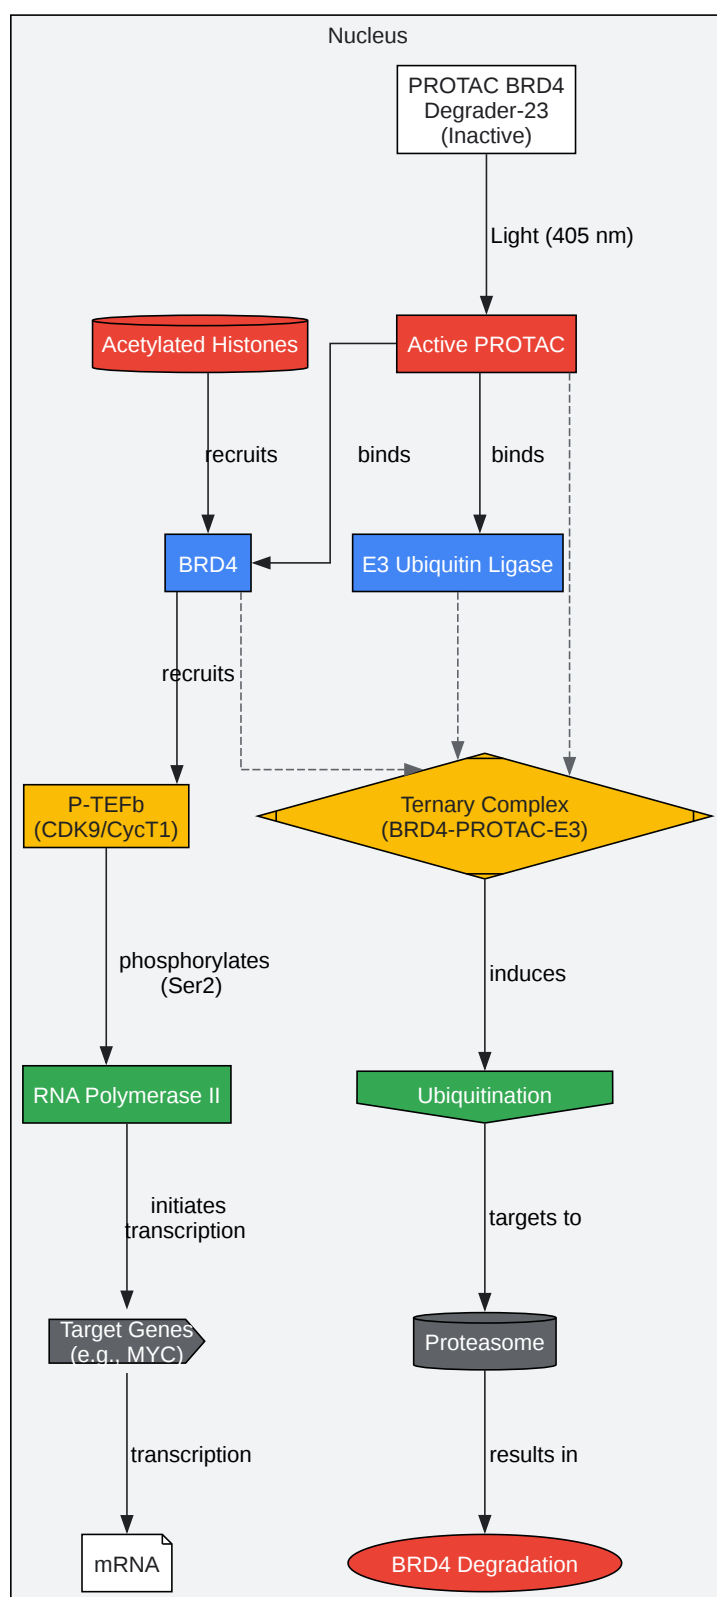 Nucleus
PROTAC BRD4
Degrader-23
(Inactive)
Light (405 nm)
Acetylated Histones
Active PROTAC
recruits
binds
binds
BRD4
E3 Ubiquitin Ligase
recruits
P-TEFb
(CDK9/CycT1)
Ternary Complex
(BRD4-PROTAC-E3)
phosphorylates
(Ser2)
induces
RNA Polymerase II
Ubiquitination
initiates
transcription
targets to
Target Genes
(e.g., MYC)
Proteasome
transcription
results in
mRNA
BRD4 Degradation